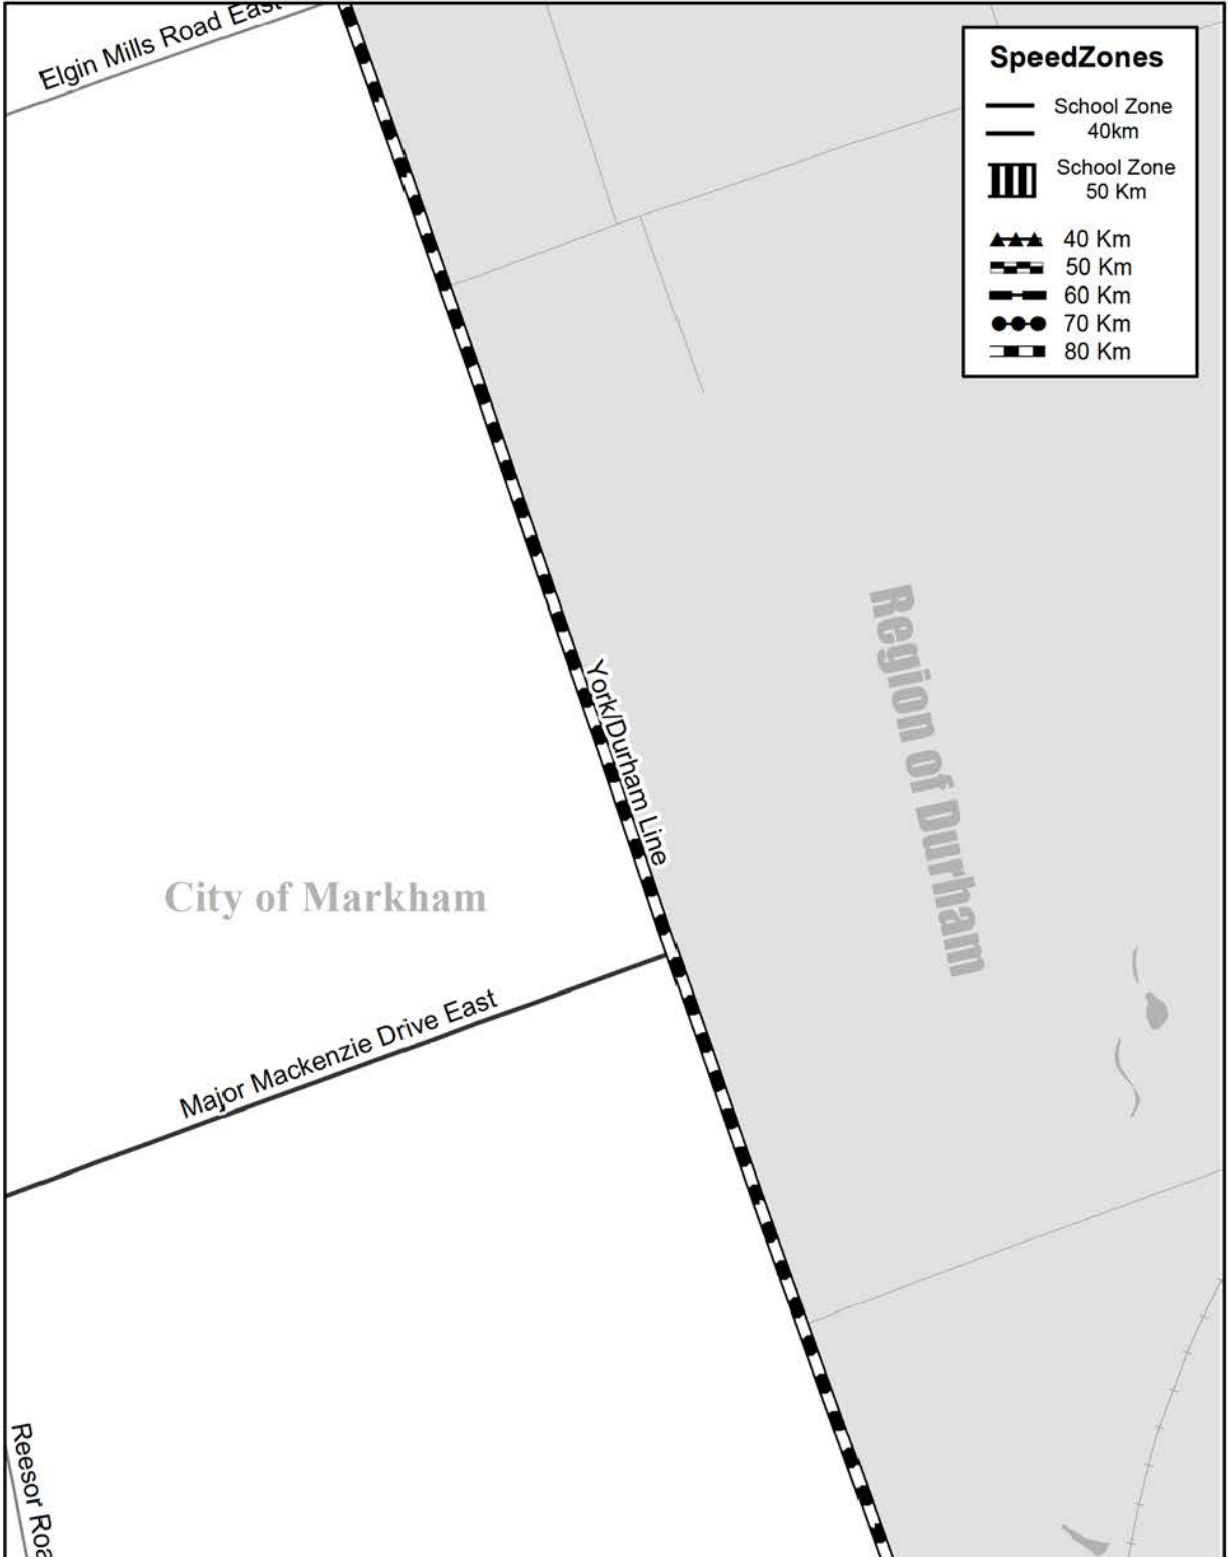 Elgin Mills Road East
SpeedZones
School Zone
40km
School Zone
50 Km
40 Km
50 Km
60 Km
70 Km
80 Km
Region of Durham
York/Durham Line
City of Markham
Major Mackenzie Drive East
Reesor Roa